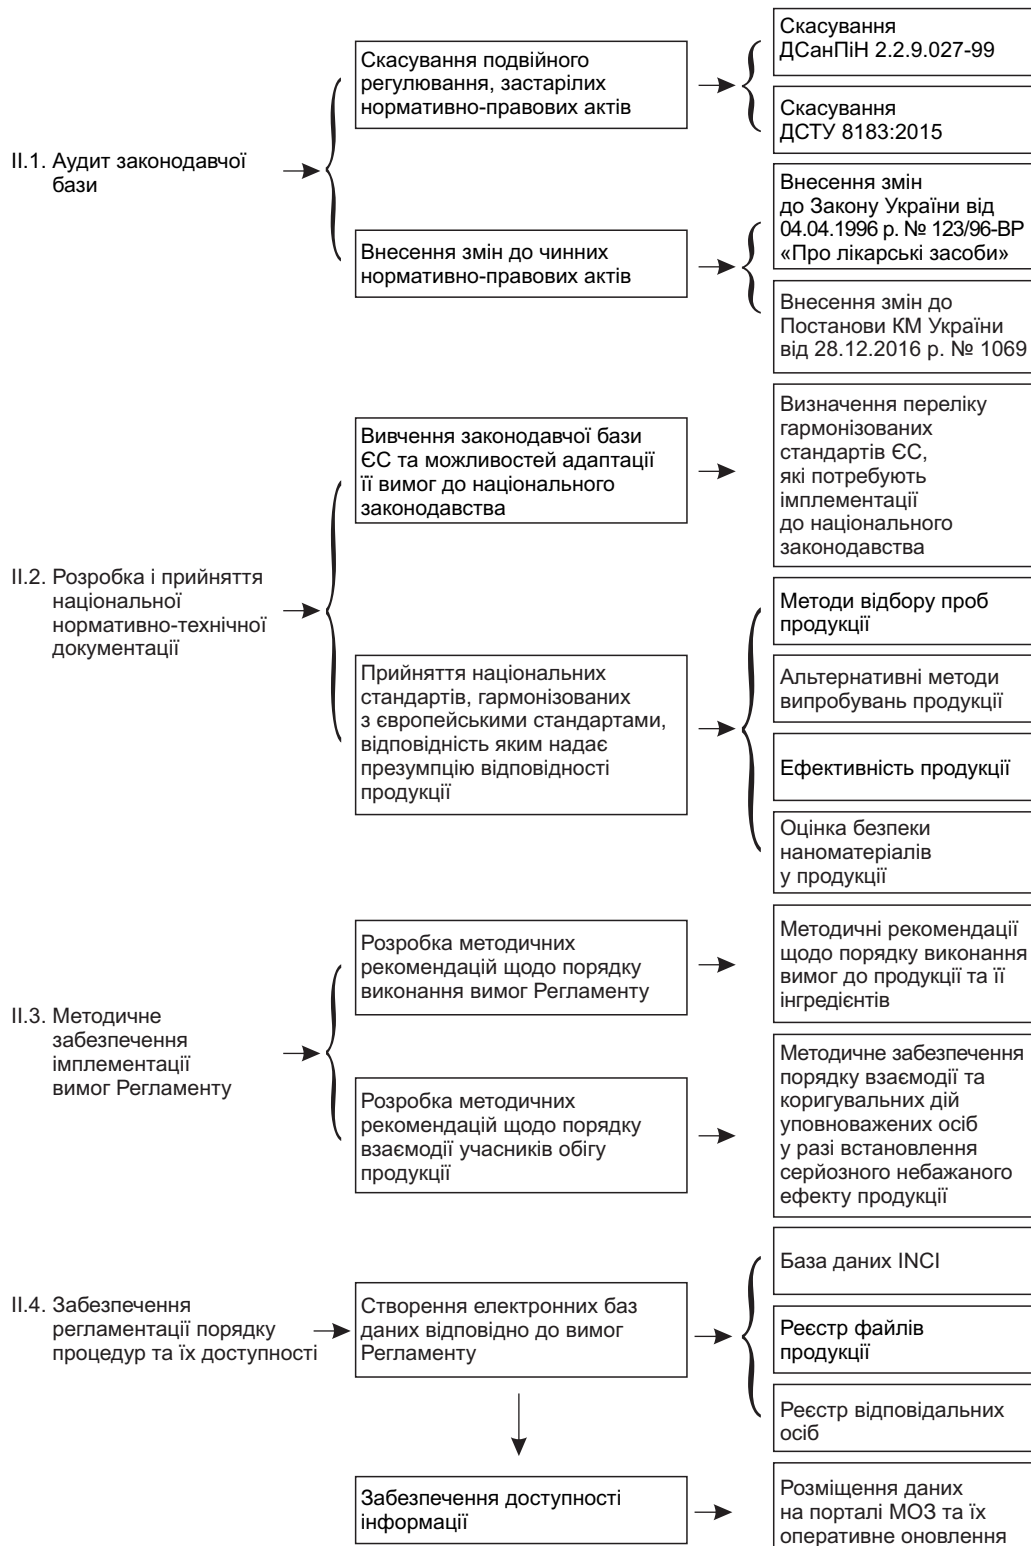 II.1. Аудит законодавчої
бази
Скасування подвійного
регулювання, застарілих
нормативно-правових актів
Скасування
ДСанПіН 2.2.9.027-99
Скасування
ДСТУ 8183:2015
Внесення змін до чинних
нормативно-правових актів
Внесення змін
до Закону України від
04.04.1996 р. № 123/96-ВР
«Про лікарські засоби»
Внесення змін до
Постанови КМ України
від 28.12.2016 р. № 1069
II.2. Розробка і прийняття
національної
нормативно-технічної
документації
Вивчення законодавчої бази
ЄС та можливостей адаптації
її вимог до національного
законодавства
Визначення переліку
гармонізованих
стандартів ЄС,
які потребують
імплементації
до національного
законодавства
Прийняття національних
стандартів, гармонізованих
з європейськими стандартами,
відповідність яким надає
презумпцію відповідності
продукції
Методи відбору проб
продукції
Альтернативні методи
випробувань продукції
Ефективність продукції
Оцінка безпеки
наноматеріалів
у продукції
II.3. Методичне
забезпечення
імплементації
вимог Регламенту
Розробка методичних
рекомендацій щодо порядку
виконання вимог Регламенту
Методичні рекомендації
щодо порядку виконання
вимог до продукції та її
інгредієнтів
Розробка методичних
рекомендацій щодо порядку
взаємодії учасників обігу
продукції
Методичне забезпечення
порядку взаємодії та
коригувальних дій
уповноважених осіб
у разі встановлення
серйозного небажаного
ефекту продукції
II.4. Забезпечення
регламентації порядку
процедур та їх доступності
Створення електронних баз
даних відповідно до вимог
Регламенту
База даних INCI
Реєстр файлів
продукції
Реєстр відповідальних
осіб
Забезпечення доступності
інформації
Розміщення даних
на порталі МОЗ та їх
оперативне оновлення